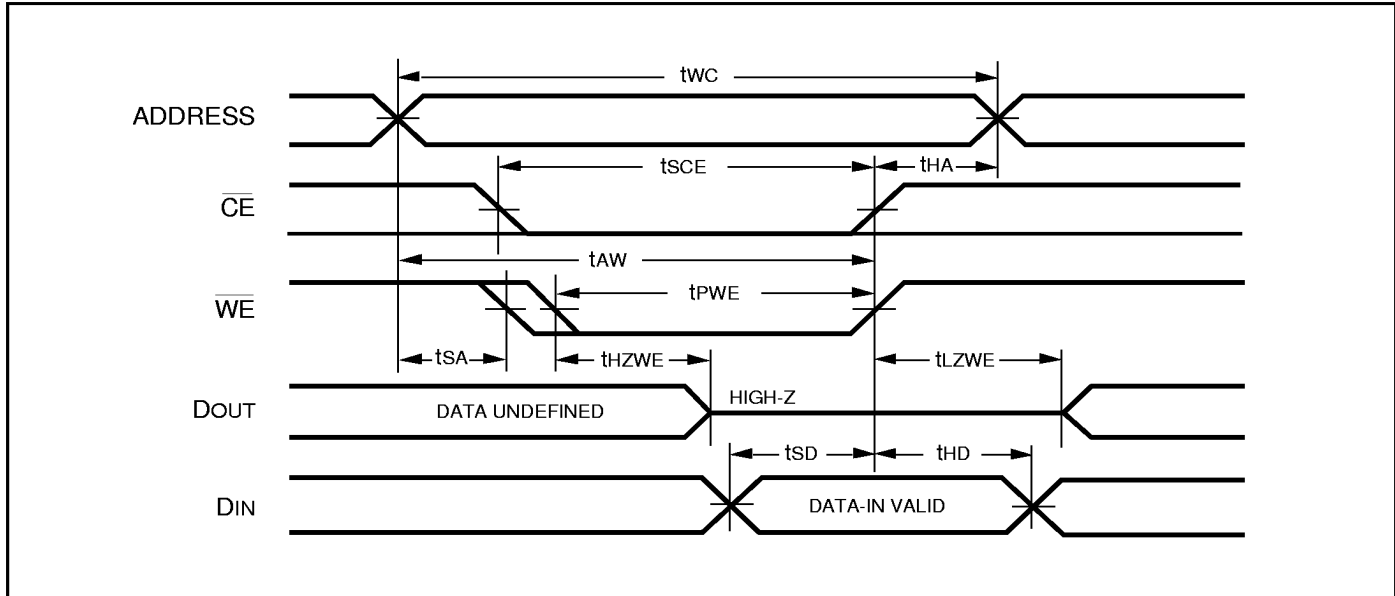 tWC
ADDRESS
tSCE
tHA
CE
tAW
tPWE
WE
tSA
tHZWE
tLZWE
DOUT
DATA UNDEFINED
HIGH-Z
tSD
tHD
DIN
DATA-IN VALID